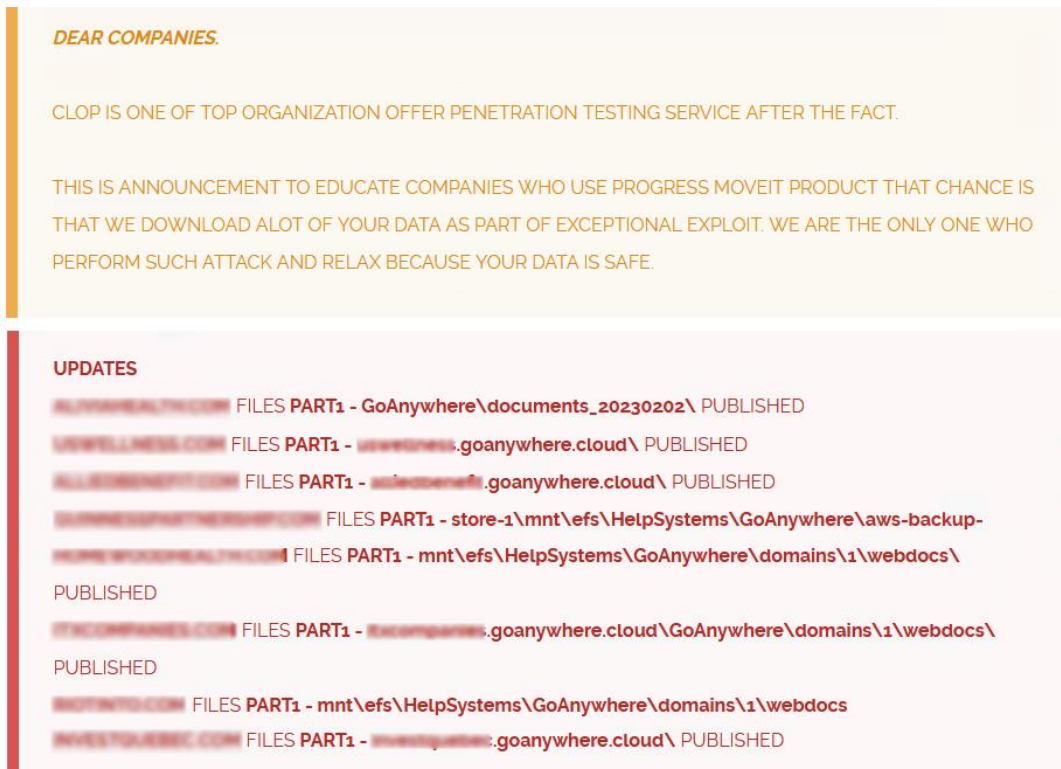 DEAR COMPANIES.
CLOP IS ONE OF TOP ORGANIZATION OFFER PENETRATION TESTING SERVICE AFTER THE FACT.
THIS IS ANNOUNCEMENT TO EDUCATE COMPANIES WHO USE PROGRESS MOVEIT PRODUCT THAT CHANCE IS
THAT WE DOWNLOAD ALOT OF YOUR DATA AS PART OF EXCEPTIONAL EXPLOIT. WE ARE THE ONLY ONE WHO
PERFORM SUCH ATTACK AND RELAX BECAUSE YOUR DATA IS SAFE.
UPDATES
FILES PART1 - GoAnywhere\documents_20230202\ PUBLISHED
FILES PART1 - .goanywhere.cloud\ PUBLISHED
FILES PART1 - .goanywhere.cloud\ PUBLISHED
FILES PART1 - store-1\mnt\efs\HelpSystems\GoAnywhere\aws-backup-
FILES PART1 - mnt\efs\HelpSystems\GoAnywhere\domains\1\webdocs\
PUBLISHED
FILES PART1 - .goanywhere.cloud\GoAnywhere\domains\1\webdocs\
PUBLISHED
FILES PART1 - mnt\efs\HelpSystems\GoAnywhere\domains\1\webdocs
FILES PART1 - .goanywhere.cloud\ PUBLISHED